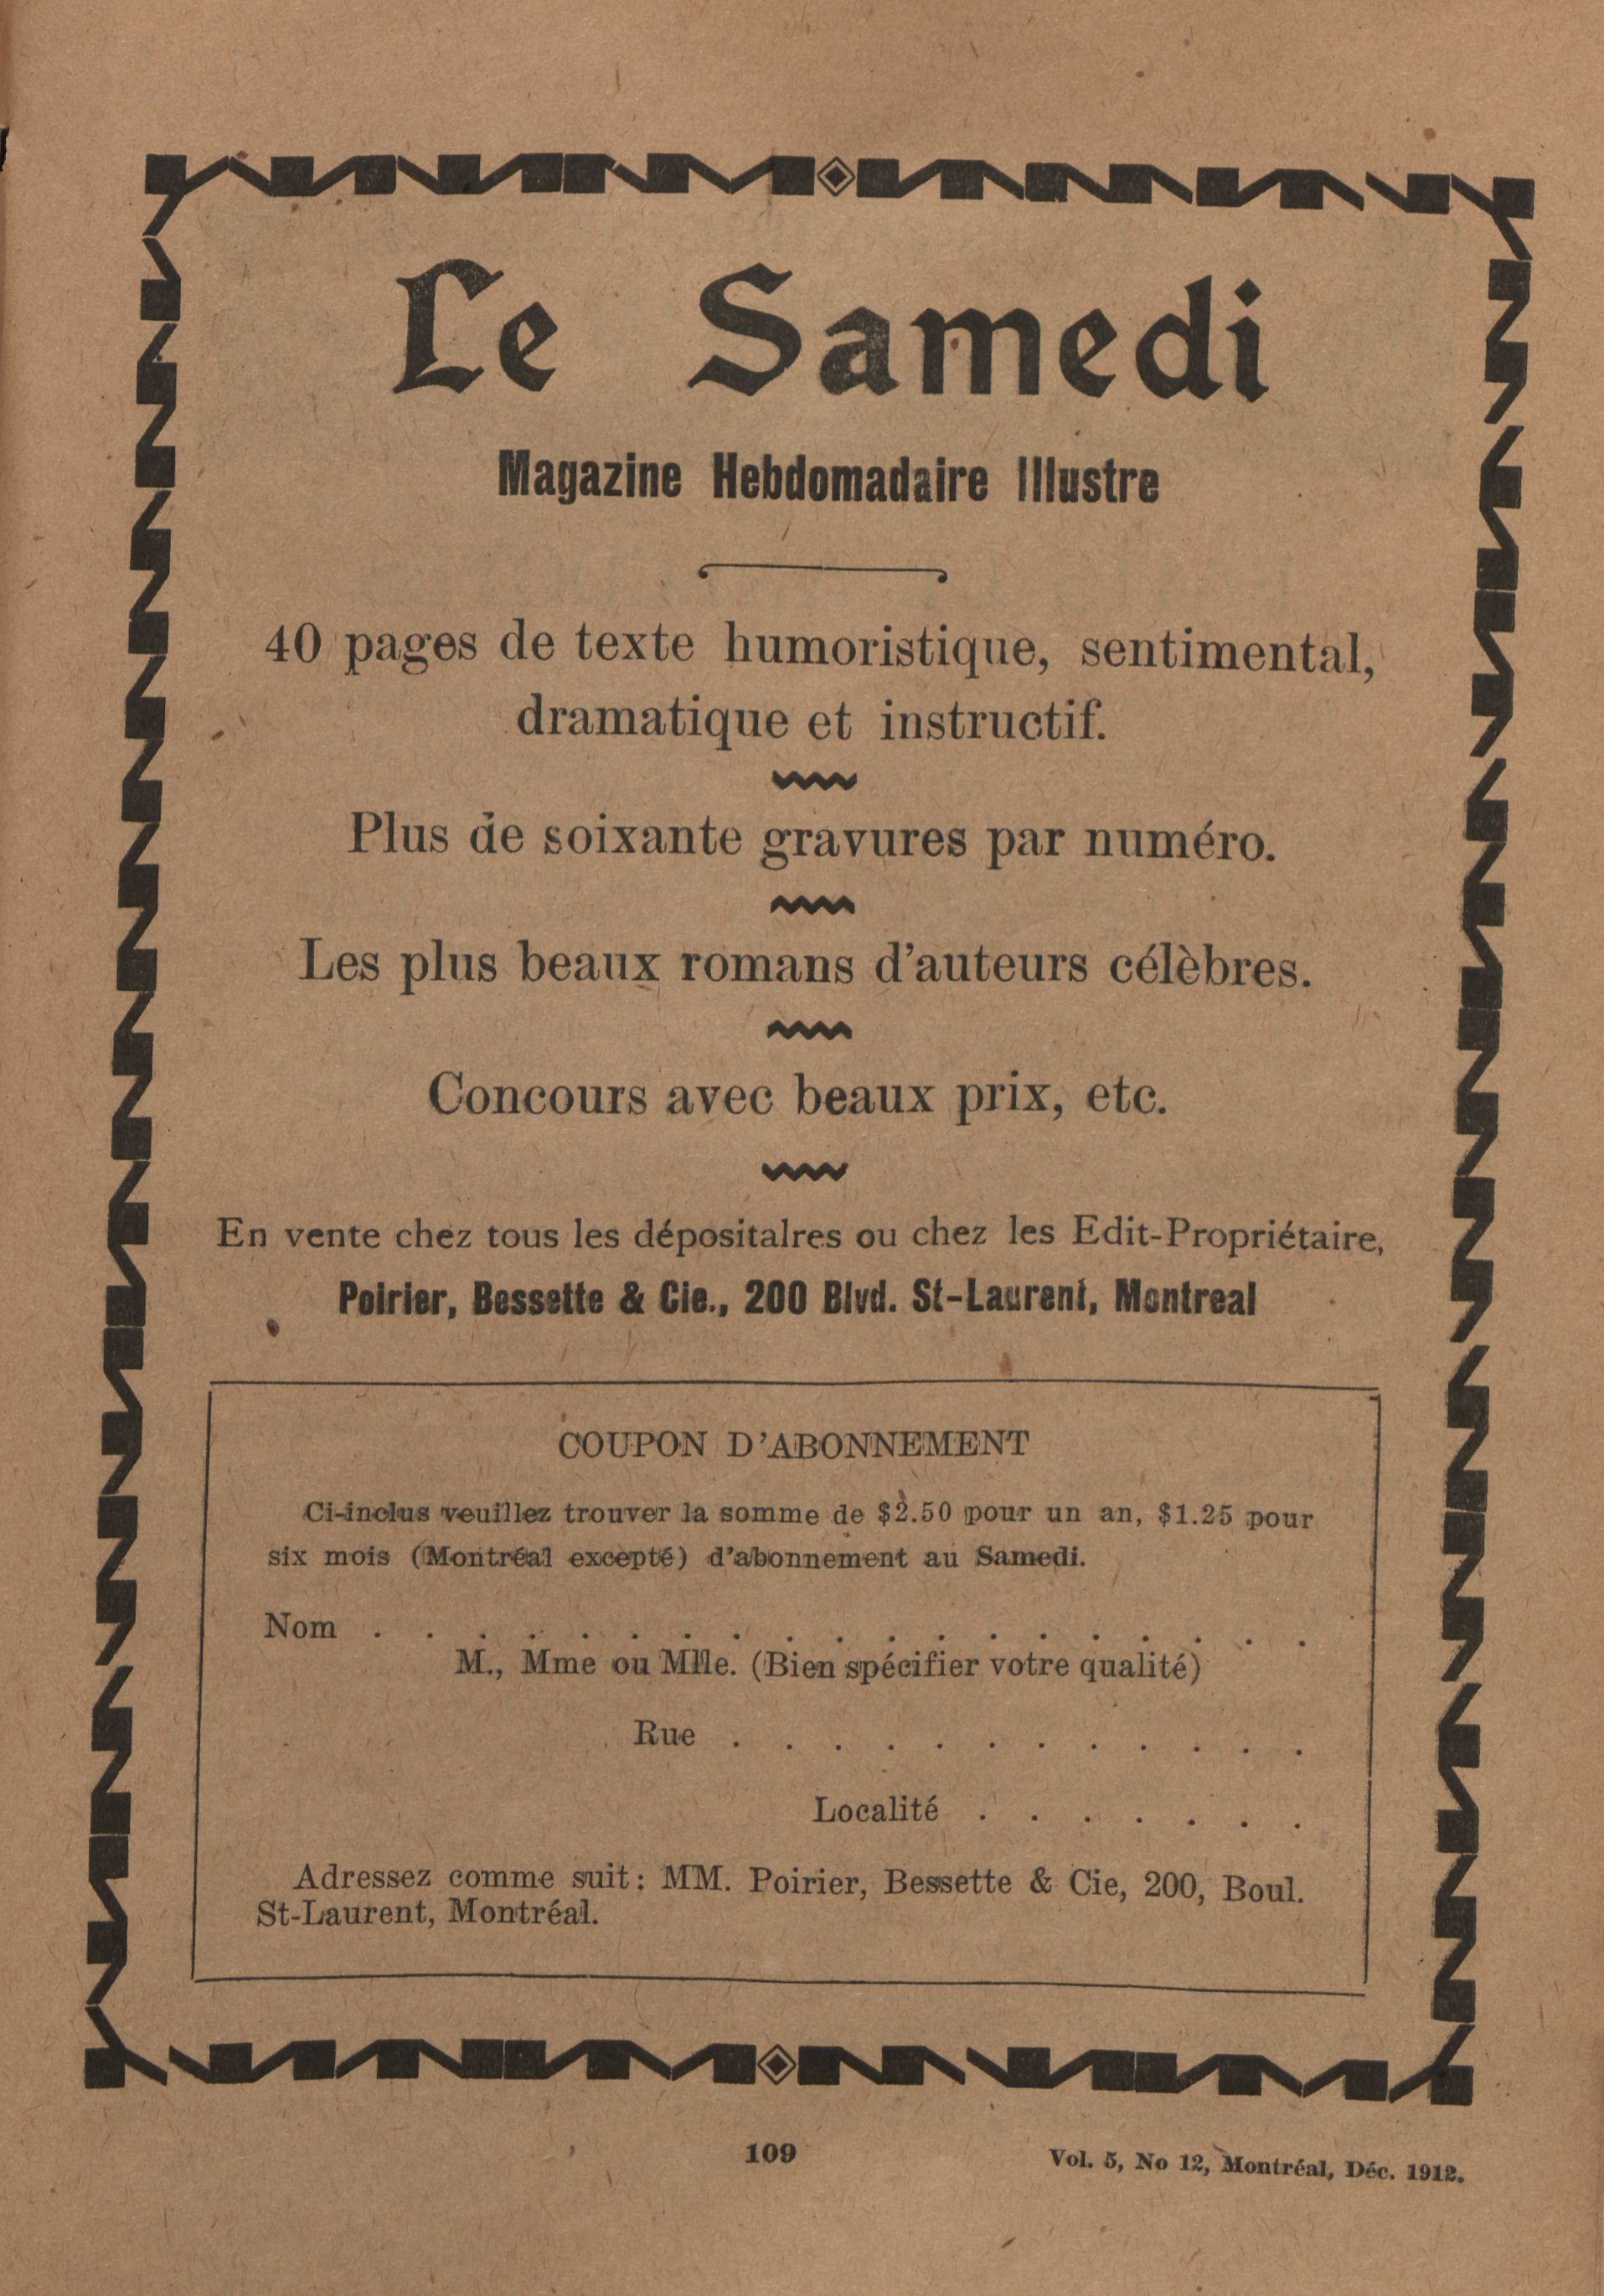 Le Samedi
Magazine Hebdomadaire Illustre
40 pages de texte humoristique, sentimental,
dramatique et instructif.
Plus de soixante gravures par numéro.
Les plus beaux romans d'auteurs célèbres.
Concours avec beaux prix, etc.
En vente chez tous les dépositalres ou chez les Edit-Propriétaire,
Poirier, Bessette & Cie., 200 Blvd. St-Laurent, Montreal
COUPON D'ABONNEMENT
Ci-inclus veuillez trouver la somme de $2.50 pour un an, $1.25 pour
six mois (Montréal excepté) d'abonnement au Samedi.
Nom . . . . . . . . . . . . . . . . . . .
M., Mme ou Mlle. (Bien spécifier votre qualité)
Rue . . . . . . . . . . . .
Localité . . . . . . .
Adressez comme suit: MM. Poirier, Bessette & Cie, 200, Boul.
St-Laurent, Montréal.
109
Vol. 5, No 12, Montréal, Déc. 1912.